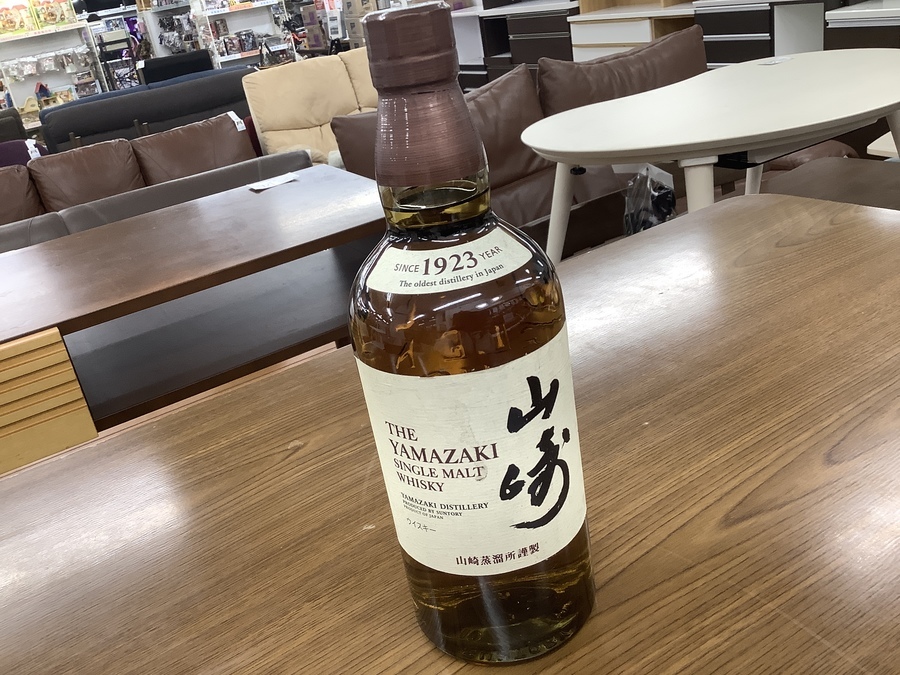 SINCE 1923 YEAR
The oldest distillery in Japan
山崎
THE
YAMAZAKI
SINGLE MALT
WHISKY
YAMAZAKI DISTILLERY
PRODUCED BY SUNTORY
PRODUCT OF JAPAN
ウイスキー
山崎蒸溜所謹製